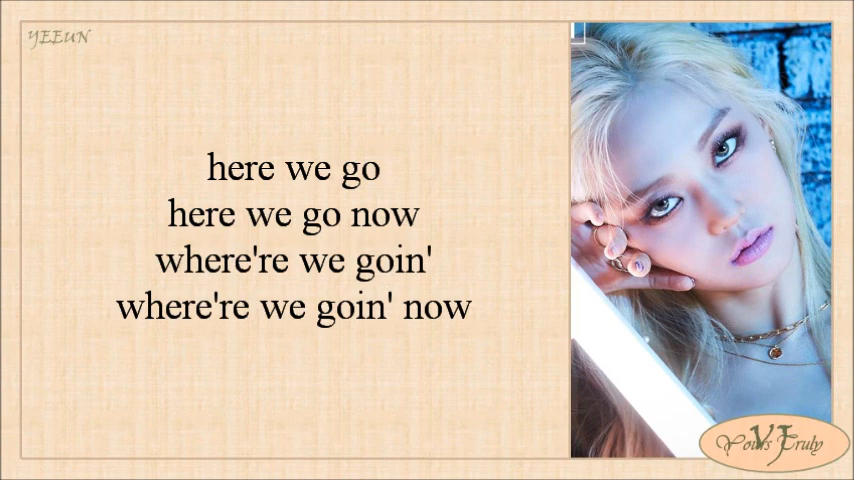 YEEUN
here we go
here we go now
where're we goin'
where're we goin' now
Yours Truly
VJ